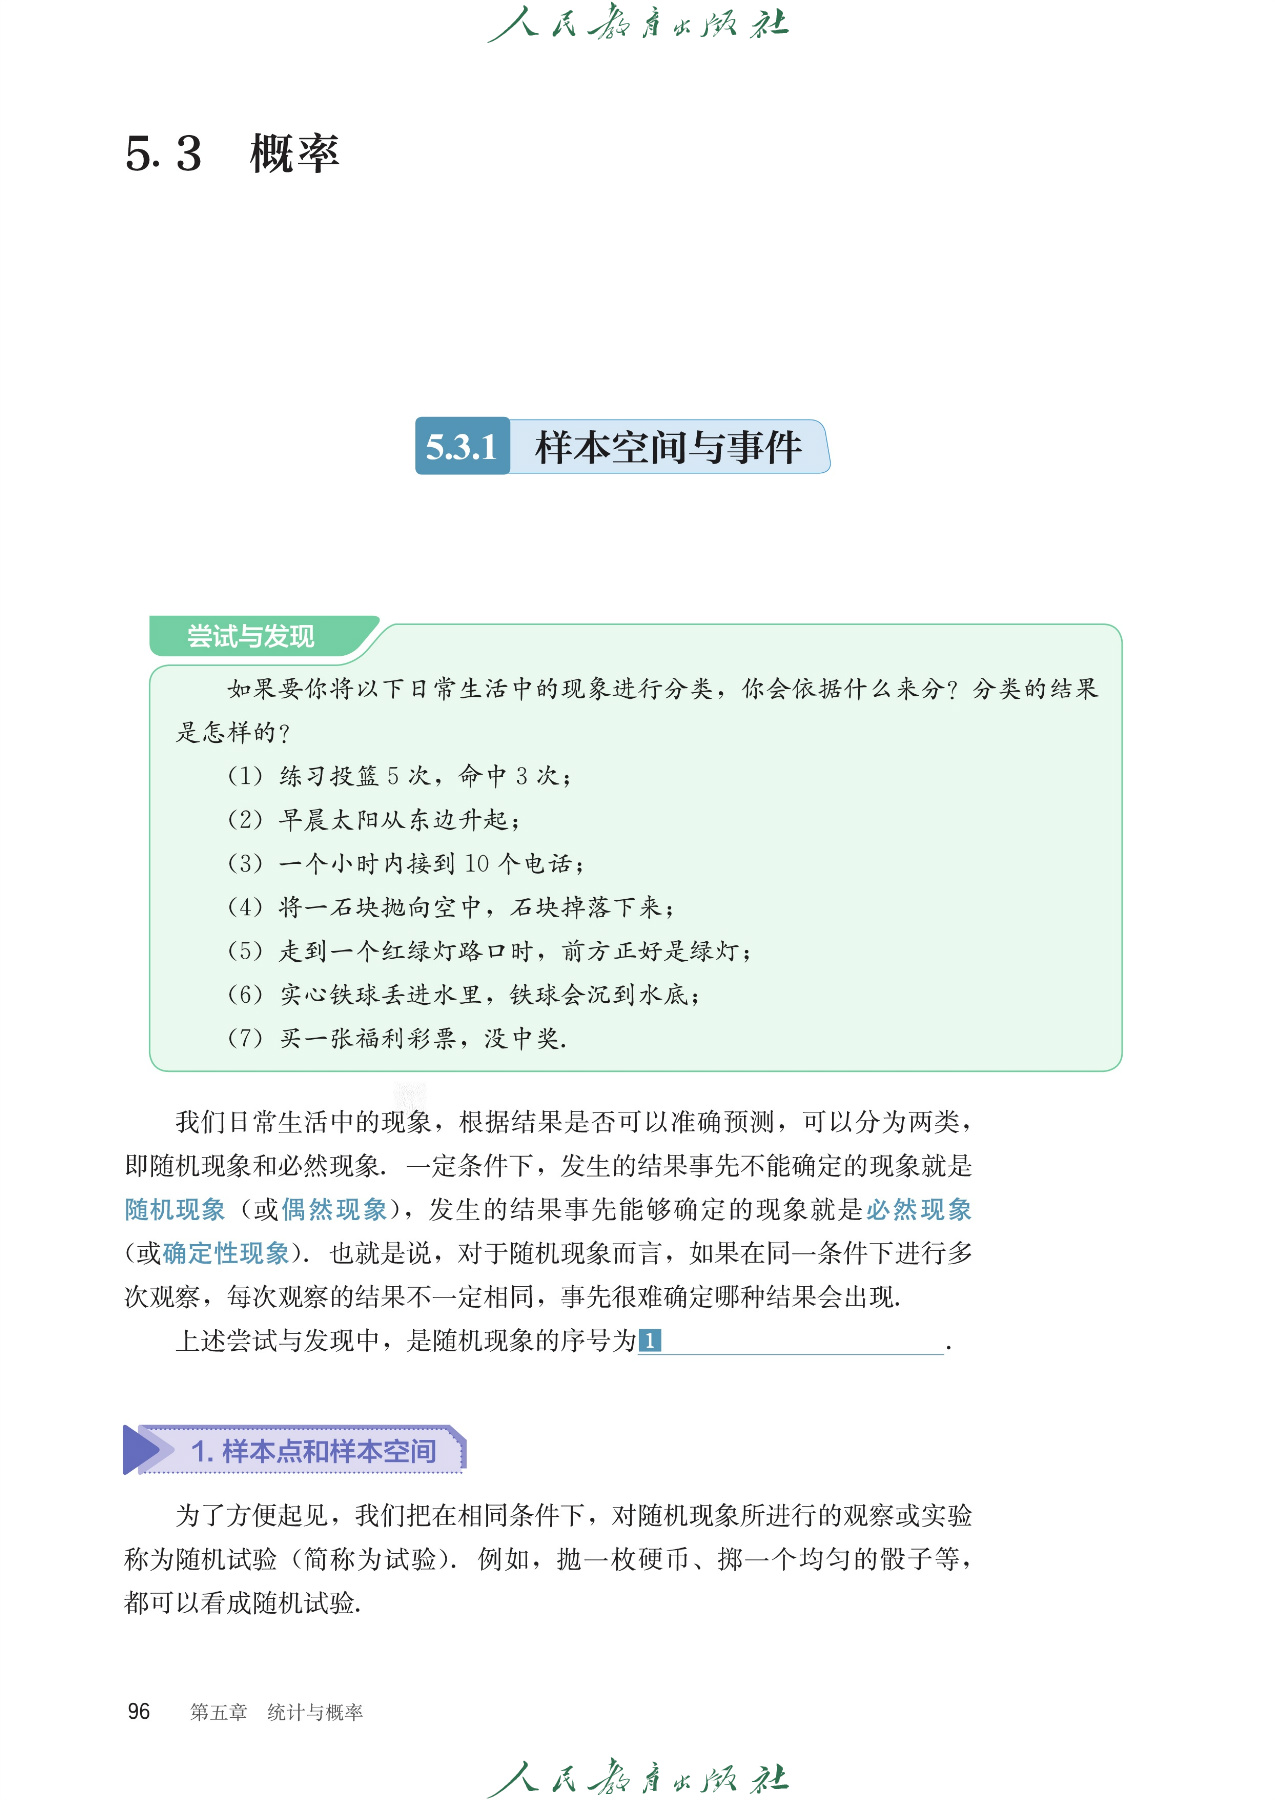 人民教育出版社
5.3 概率
5.3.1 样本空间与事件
尝试与发现
如果要你将以下日常生活中的现象进行分类，你会依据什么来分？分类的结果
是怎样的？
（1）练习投篮 5 次，命中 3 次；
（2）早晨太阳从东边升起；
（3）一个小时内接到 10 个电话；
（4）将一石块抛向空中，石块掉落下来；
（5）走到一个红绿灯路口时，前方正好是绿灯；
（6）实心铁球丢进水里，铁球会沉到水底；
（7）买一张福利彩票，没中奖.
我们日常生活中的现象，根据结果是否可以准确预测，可以分为两类，
即随机现象和必然现象. 一定条件下，发生的结果事先不能确定的现象就是
随机现象（或偶然现象），发生的结果事先能够确定的现象就是必然现象
（或确定性现象）. 也就是说，对于随机现象而言，如果在同一条件下进行多
次观察，每次观察的结果不一定相同，事先很难确定哪种结果会出现.
上述尝试与发现中，是随机现象的序号为1 .
1. 样本点和样本空间
为了方便起见，我们把在相同条件下，对随机现象所进行的观察或实验
称为随机试验（简称为试验）. 例如，抛一枚硬币、掷一个均匀的骰子等，
都可以看成随机试验.
96 第五章 统计与概率
人民教育出版社